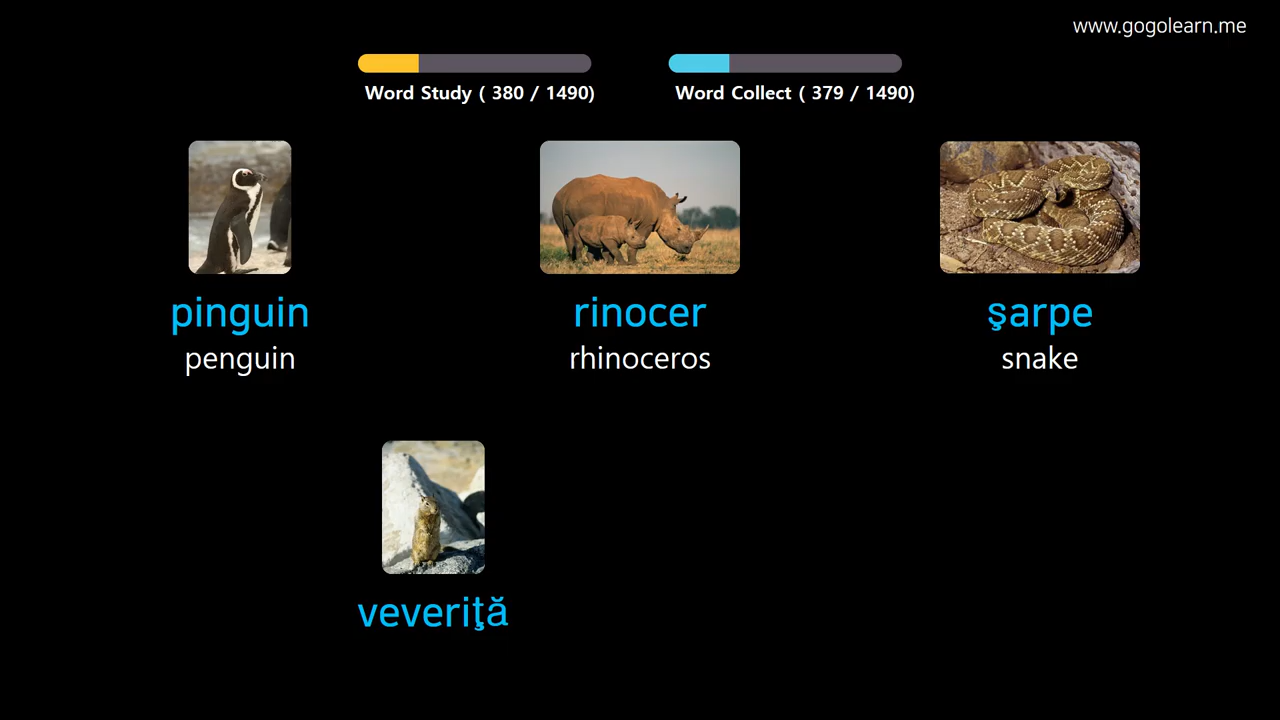 www.gogolearn.me
Word Study ( 380 / 1490)
Word Collect ( 379 / 1490)
pinguin
penguin
rinocer
rhinoceros
şarpe
snake
veveriţă